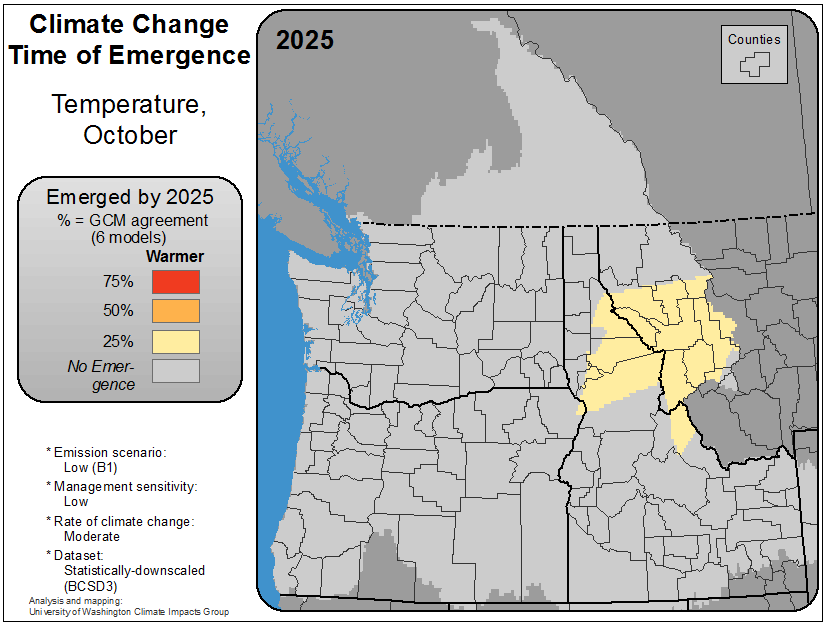 Climate Change
Time of Emergence
Temperature,
October
Emerged by 2025
% = GCM agreement
(6 models)
Warmer
75%
50%
25%
No Emer-
gence
* Emission scenario:
Low (B1)
* Management sensitivity:
Low
* Rate of climate change:
Moderate
* Dataset:
Statistically-downscaled
(BCSD3)
Analysis and mapping:
University of Washington Climate Impacts Group
2025
Counties